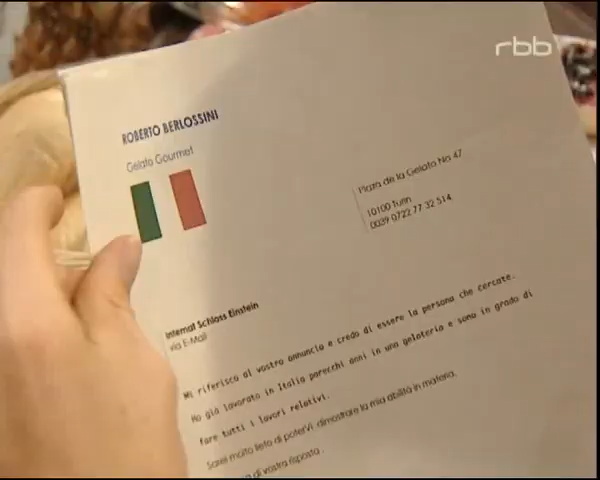 rbb
ROBERTO BERLOSSINI
Gelato Gourmet
Plaza de la Gelato No 47
10100 Turin
0039 0722 77 32 514
Internat Schloss Einstein
via E-Mail
Mi riferisco al vostro annuncio e credo di essere la persona che cercate.
Ho già lavorato in Italia parecchi anni in una gelateria e sono in grado di
fare tutti i lavori relativi.
Sarei molto lieto di poterVi dimostrare la mia abilità in materia.
di vostra risposta .